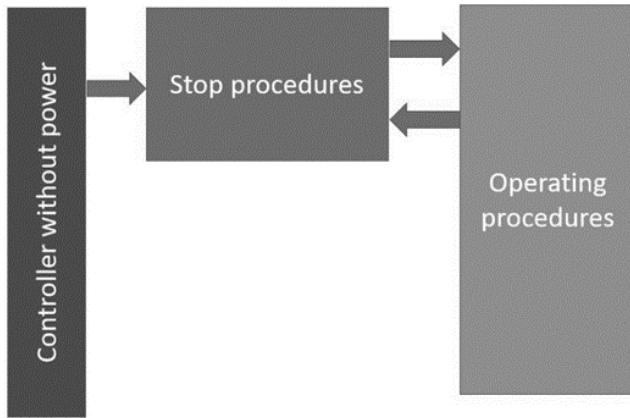 Controller without power
Stop procedures
Operating
procedures